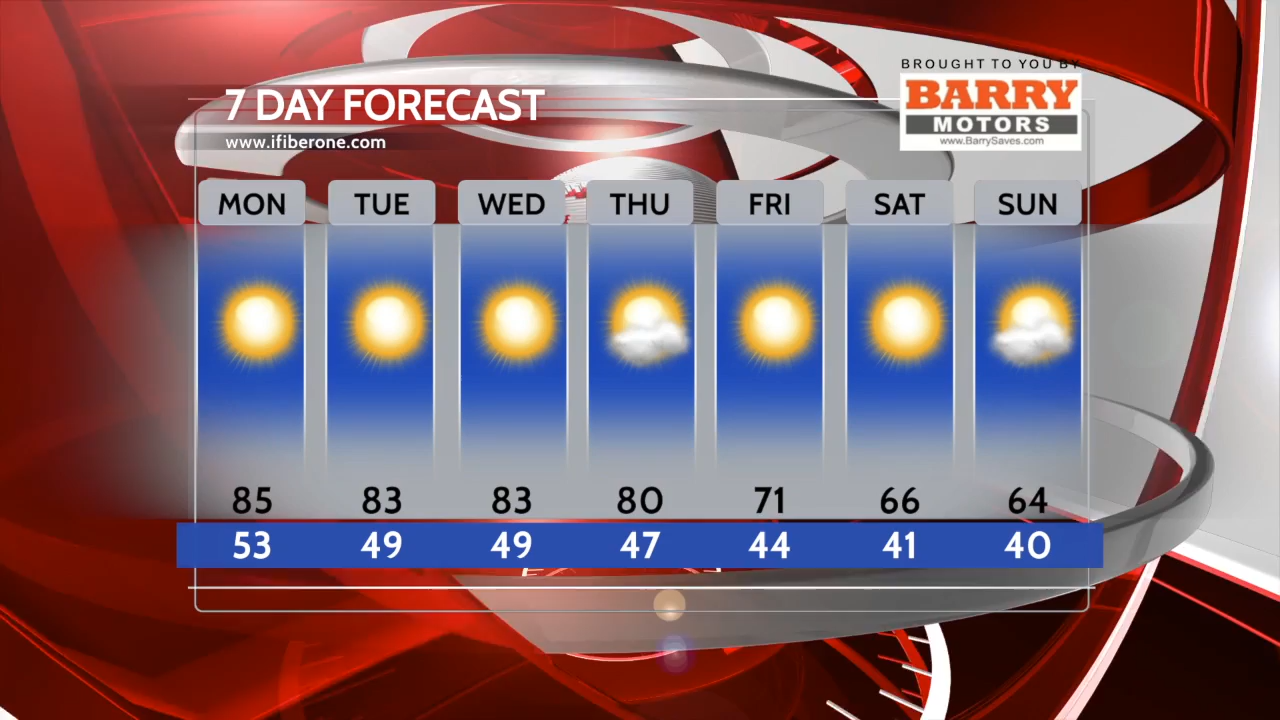 BROUGHT TO YOU BY
BARRY
MOTORS
www.BarrySaves.com
7 DAY FORECAST
www.ifiberone.com
MON TUE WED THU FRI SAT SUN
85 83 83 80 71 66 64
53 49 49 47 44 41 40